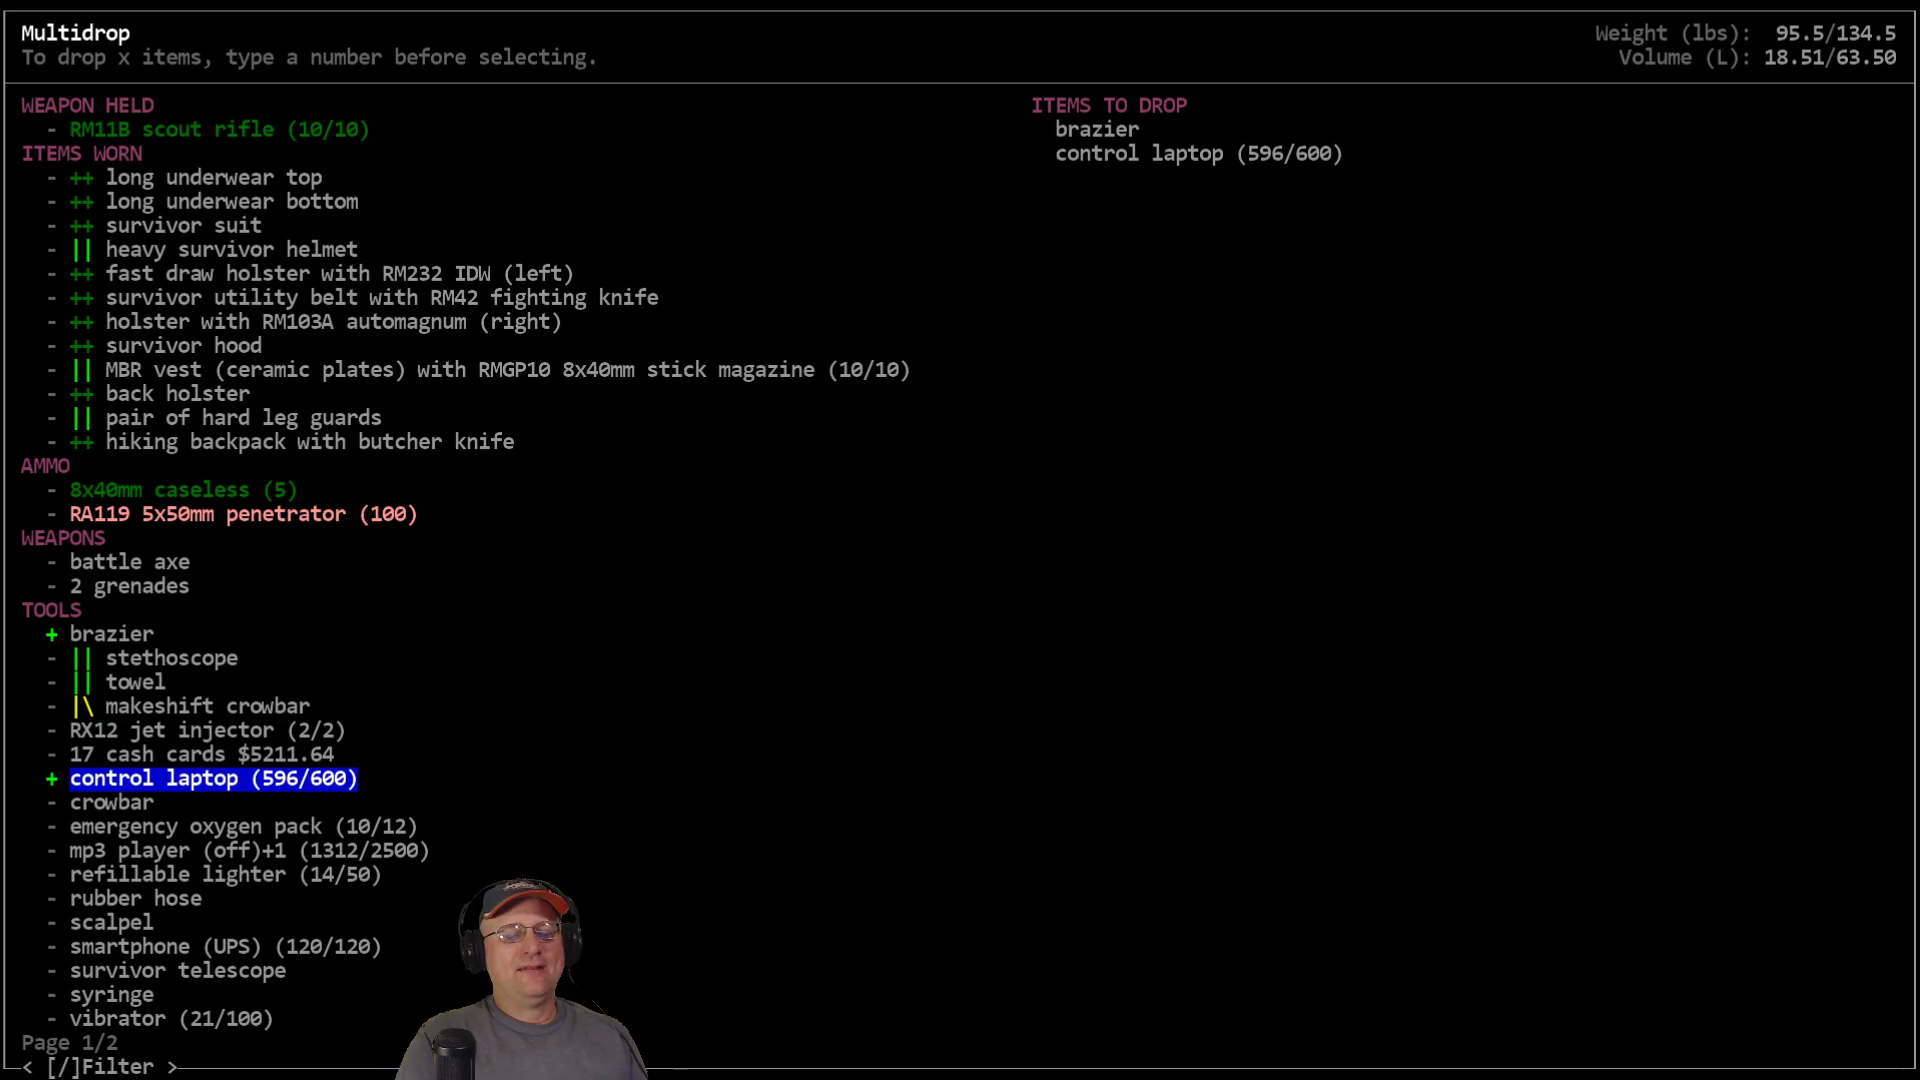 Multidrop
To drop x items, type a number before selecting.
Weight (lbs): 95.5/134.5
Volume (L): 18.51/63.50
WEAPON HELD
- RM11B scout rifle (10/10)
ITEMS WORN
- ++ long underwear top
- ++ long underwear bottom
- ++ survivor suit
- || heavy survivor helmet
- ++ fast draw holster with RM232 IDW (left)
- ++ survivor utility belt with RM42 fighting knife
- ++ holster with RM103A automagnum (right)
- ++ survivor hood
- || MBR vest (ceramic plates) with RMGP10 8x40mm stick magazine (10/10)
- ++ back holster
- || pair of hard leg guards
- ++ hiking backpack with butcher knife
AMMO
- 8x40mm caseless (5)
- RA119 5x50mm penetrator (100)
WEAPONS
- battle axe
- 2 grenades
TOOLS
+ brazier
- || stethoscope
- || towel
- |\ makeshift crowbar
- RX12 jet injector (2/2)
- 17 cash cards $5211.64
+ control laptop (596/600)
- crowbar
- emergency oxygen pack (10/12)
- mp3 player (off)+1 (1312/2500)
- refillable lighter (14/50)
- rubber hose
- scalpel
- smartphone (UPS) (120/120)
- survivor telescope
- syringe
- vibrator (21/100)
Page 1/2
< [/]Filter >
ITEMS TO DROP
brazier
control laptop (596/600)